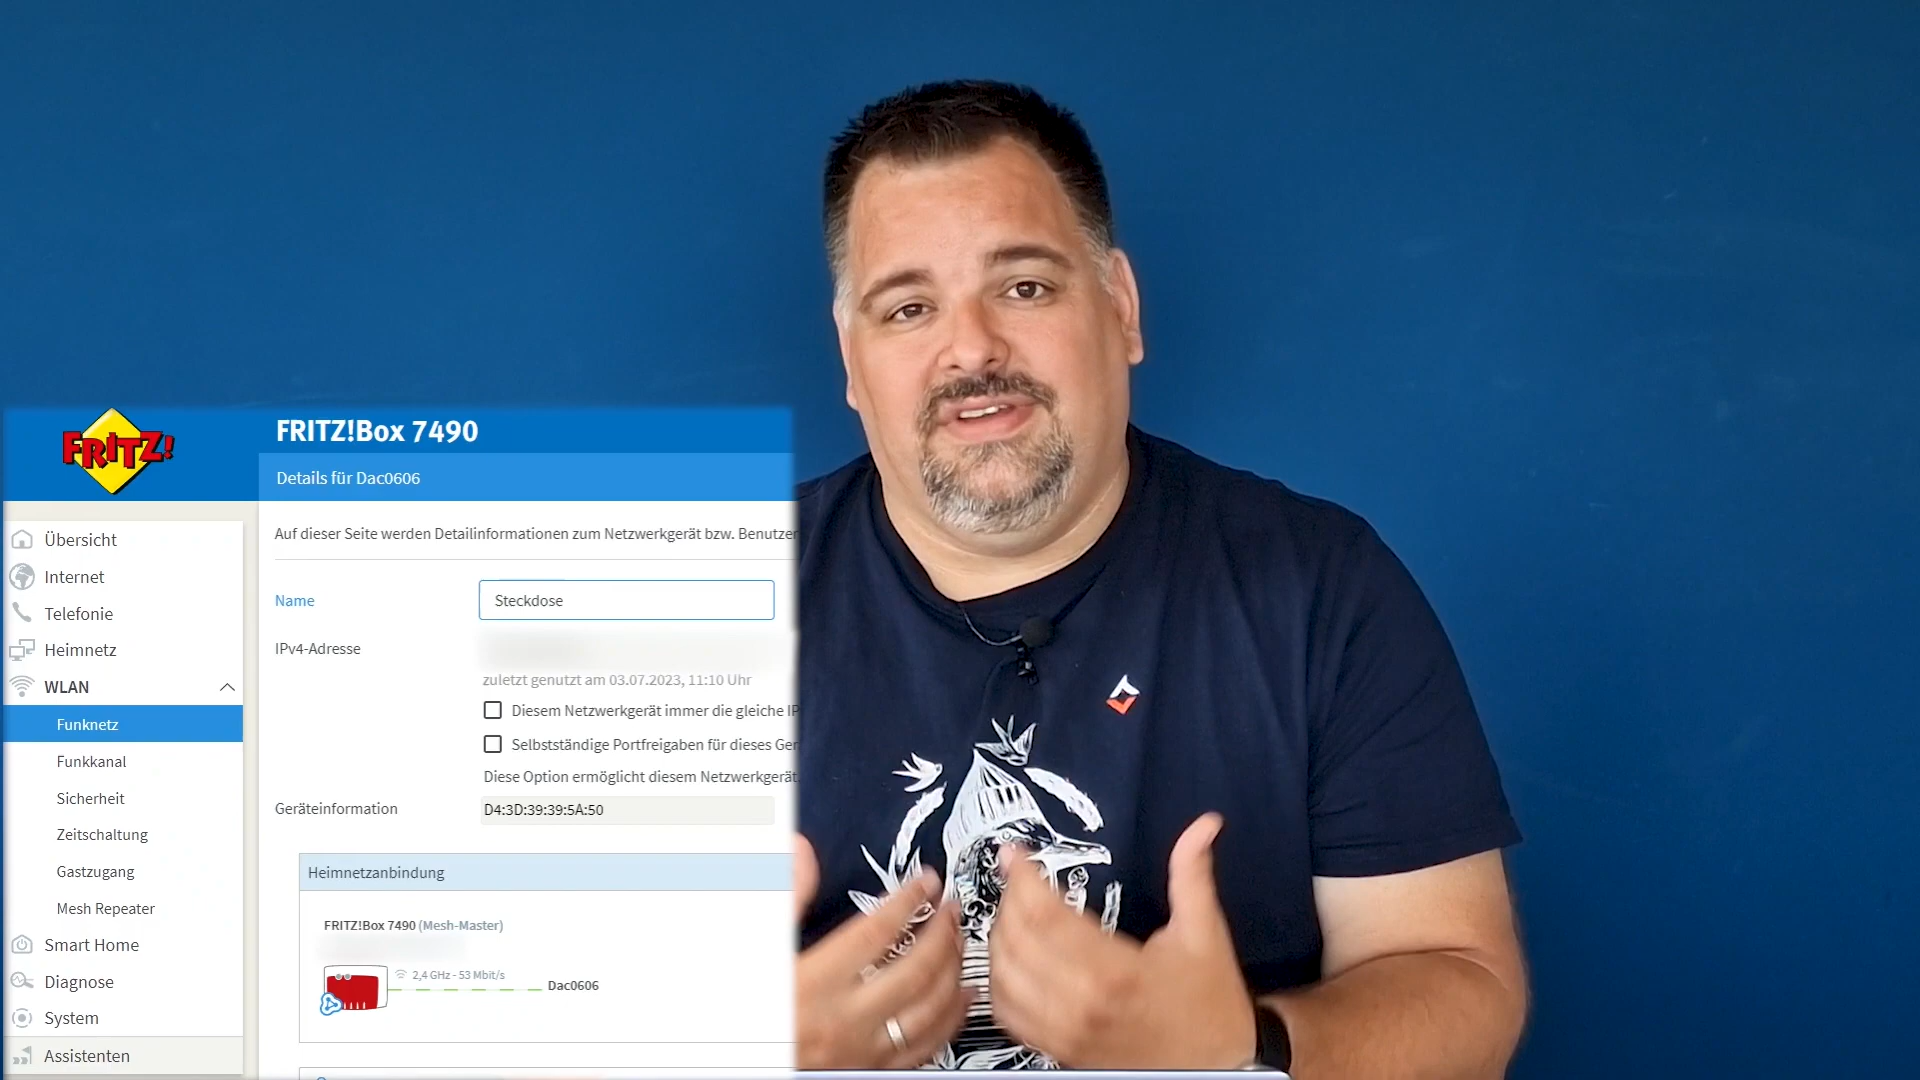 FRITZ!
FRITZ!Box 7490
Details für Dac0606
Übersicht
Internet
Telefonie
Heimnetz
WLAN
Funknetz
Funkkanal
Sicherheit
Zeitschaltung
Gastzugang
Mesh Repeater
Smart Home
Diagnose
System
Assistenten
Auf dieser Seite werden Detailinformationen zum Netzwerkgerät bzw. Benutzer
Name
Steckdose
IPv4-Adresse
zuletzt genutzt am 03.07.2023, 11:10 Uhr
Diesem Netzwerkgerät immer die gleiche IP
Selbstständige Portfreigaben für dieses Ger
Diese Option ermöglicht diesem Netzwerkgerät,
Geräteinformation
D4:3D:39:39:5A:50
Heimnetzanbindung
FRITZ!Box 7490 (Mesh-Master)
2,4 GHz - 53 Mbit/s
Dac0606